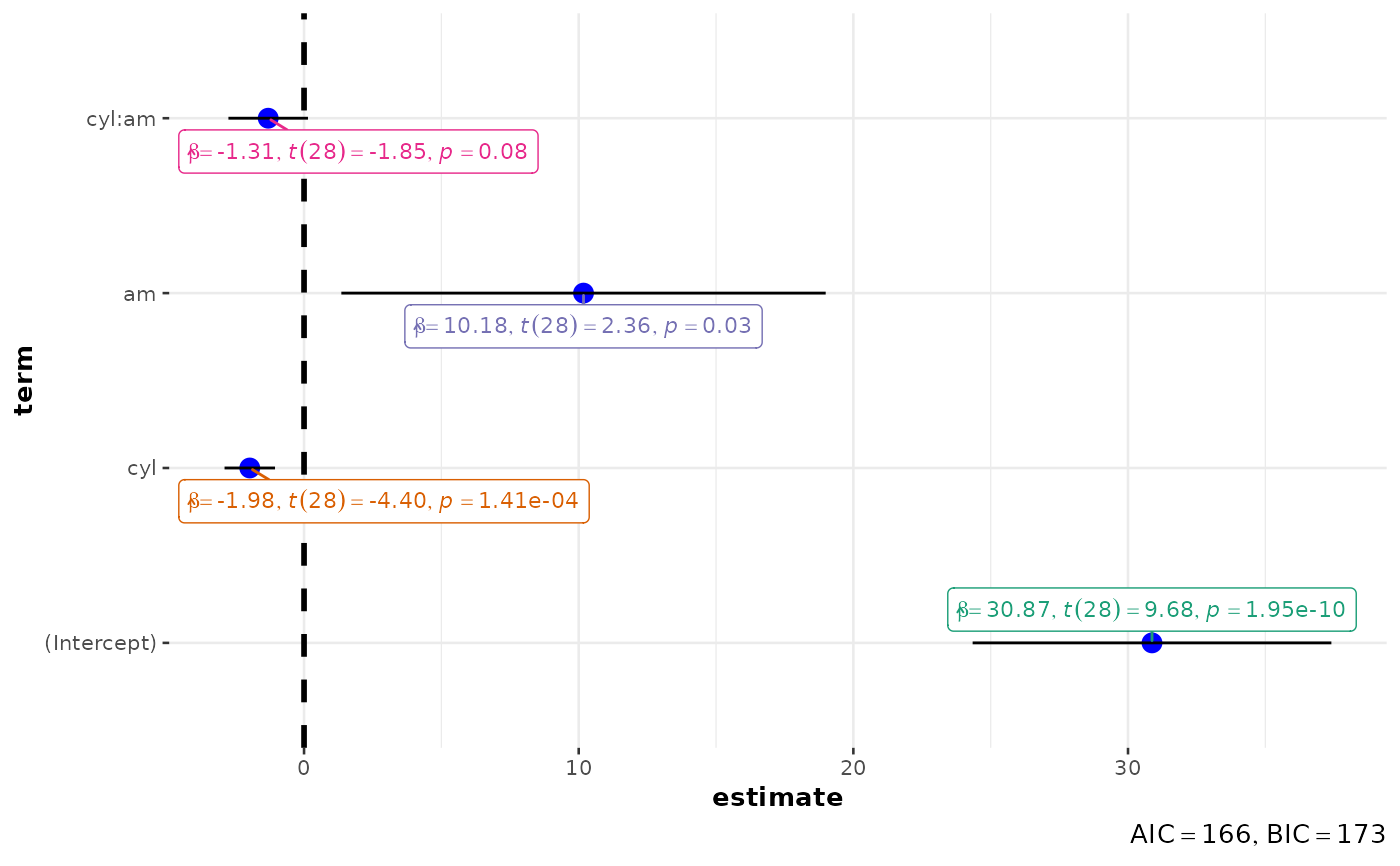 cyl:am
β̂ = -1.31, t(28) = -1.85, p = 0.08
am
β̂ = 10.18, t(28) = 2.36, p = 0.03
term
cyl
β̂ = -1.98, t(28) = -4.40, p = 1.41e-04
β̂ = 30.87, t(28) = 9.68, p = 1.95e-10
(Intercept)
0 10 20 30
estimate
AIC = 166, BIC = 173